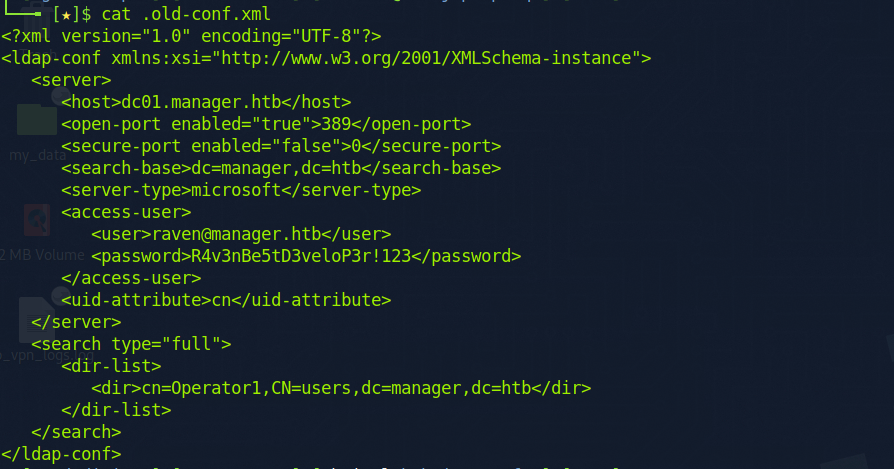 [★]$ cat .old-conf.xml
<?xml version="1.0" encoding="UTF-8"?>
<ldap-conf xmlns:xsi="http://www.w3.org/2001/XMLSchema-instance">
   <server>
      <host>dc01.manager.htb</host>
      <open-port enabled="true">389</open-port>
      <secure-port enabled="false">0</secure-port>
      <search-base>dc=manager,dc=htb</search-base>
      <server-type>microsoft</server-type>
      <access-user>
         <user>raven@manager.htb</user>
         <password>R4v3nBe5tD3veloP3r!123</password>
      </access-user>
      <uid-attribute>cn</uid-attribute>
   </server>
   <search type="full">
      <dir-list>
         <dir>cn=Operator1,CN=users,dc=manager,dc=htb</dir>
      </dir-list>
   </search>
</ldap-conf>
my_data
2 MB Volume
_vpn_logs.log